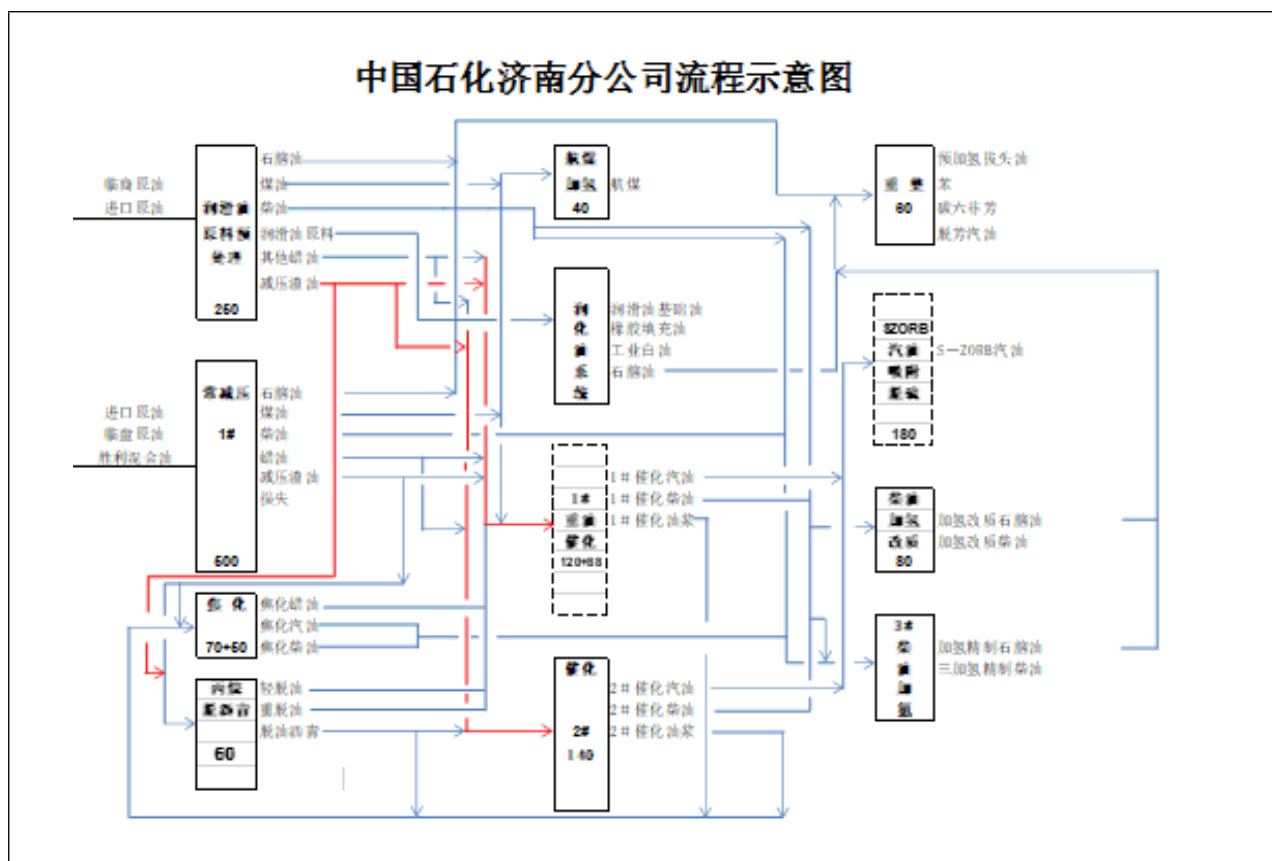 中国石化济南分公司流程示意图
临商原油
进口原油
润滑油
原料预
处理
250
石脑油
煤油
柴油
润滑油原料
其他蜡油
减压渣油
进口原油
临盘原油
胜利混合油
常减压
1#
600
石脑油
煤油
柴油
蜡油
减压渣油
损失
焦 化
70+50
焦化蜡油
焦化汽油
焦化柴油
丙烷
脱沥青
60
轻脱油
重脱油
脱油沥青
航煤
加氢
40
航煤
润
化
油
系
统
润滑油基础油
橡胶填充油
工业白油
石脑油
1#
重油
催化
120+68
1#催化汽油
1#催化柴油
1#催化油浆
催化
2#
140
2#催化汽油
2#催化柴油
2#催化油浆
重 整
60
预加氢拔头油
苯
碳六非芳
脱芳汽油
SZORB
汽油
吸附
脱硫
180
S-ZORB汽油
柴油
加氢
改质
80
加氢改质石脑油
加氢改质柴油
3#
柴
油
加
氢
加氢精制石脑油
三加氢精制柴油